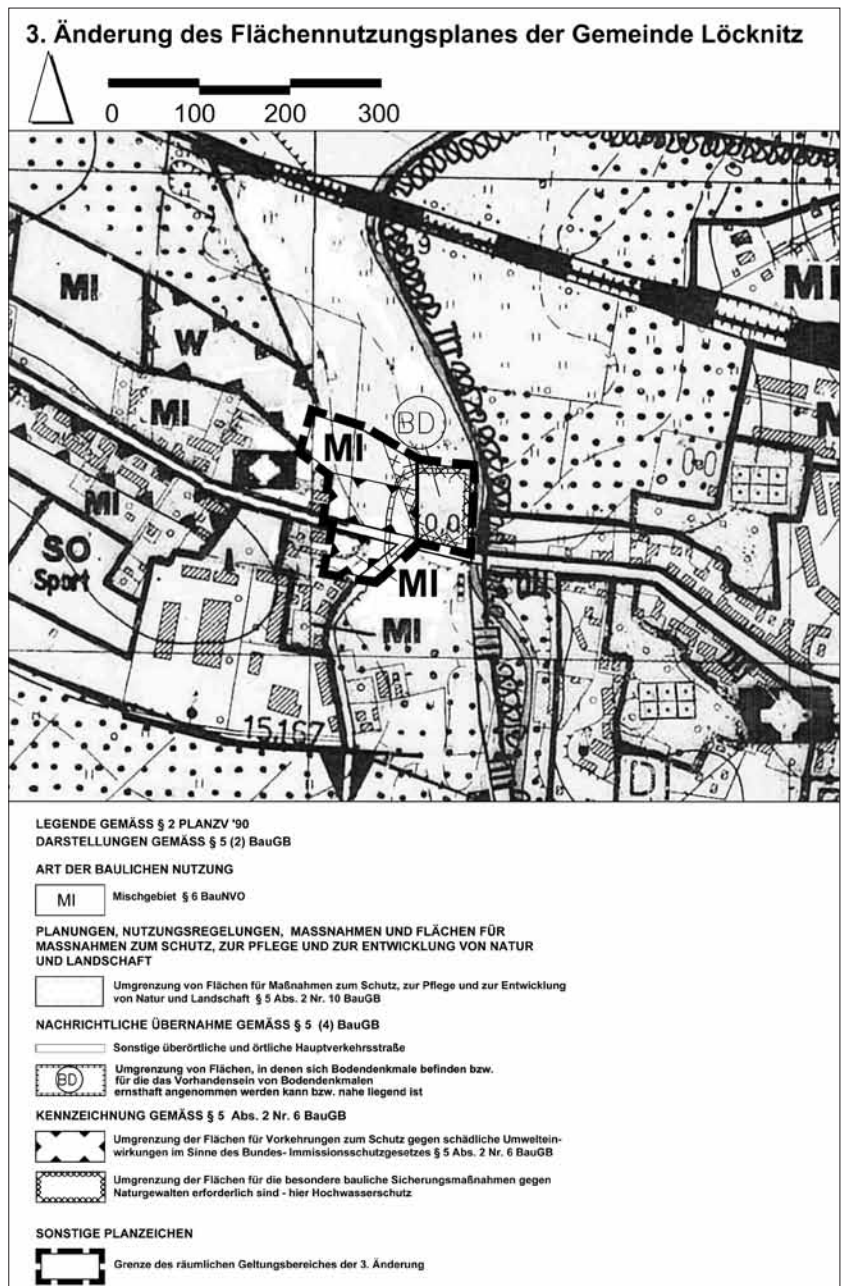 3. Änderung des Flächennutzungsplanes der Gemeinde Löcknitz
0 100 200 300
MI
MI
W
MI
BD
MI
MI
SO
Sport
MI
MI
15.167
D
LEGENDE GEMÄSS § 2 PLANZV '90
DARSTELLUNGEN GEMÄSS § 5 (2) BauGB
ART DER BAULICHEN NUTZUNG
MI Mischgebiet § 6 BauNVO
PLANUNGEN, NUTZUNGSREGELUNGEN, MASSNAHMEN UND FLÄCHEN FÜR
MASSNAHMEN ZUM SCHUTZ, ZUR PFLEGE UND ZUR ENTWICKLUNG VON NATUR
UND LANDSCHAFT
Umgrenzung von Flächen für Maßnahmen zum Schutz, zur Pflege und zur Entwicklung
von Natur und Landschaft § 5 Abs. 2 Nr. 10 BauGB
NACHRICHTLICHE ÜBERNAHME GEMÄSS § 5 (4) BauGB
Sonstige überörtliche und örtliche Hauptverkehrsstraße
BD Umgrenzung von Flächen, in denen sich Bodendenkmale befinden bzw.
für die das Vorhandensein von Bodendenkmalen
ernsthaft angenommen werden kann bzw. nahe liegend ist
KENNZEICHNUNG GEMÄSS § 5 Abs. 2 Nr. 6 BauGB
Umgrenzung der Flächen für Vorkehrungen zum Schutz gegen schädliche Umweltein-
wirkungen im Sinne des Bundes- Immissionsschutzgesetzes § 5 Abs. 2 Nr. 6 BauGB
Umgrenzung der Flächen für die besondere bauliche Sicherungsmaßnahmen gegen
Naturgewalten erforderlich sind - hier Hochwasserschutz
SONSTIGE PLANZEICHEN
Grenze des räumlichen Geltungsbereiches der 3. Änderung